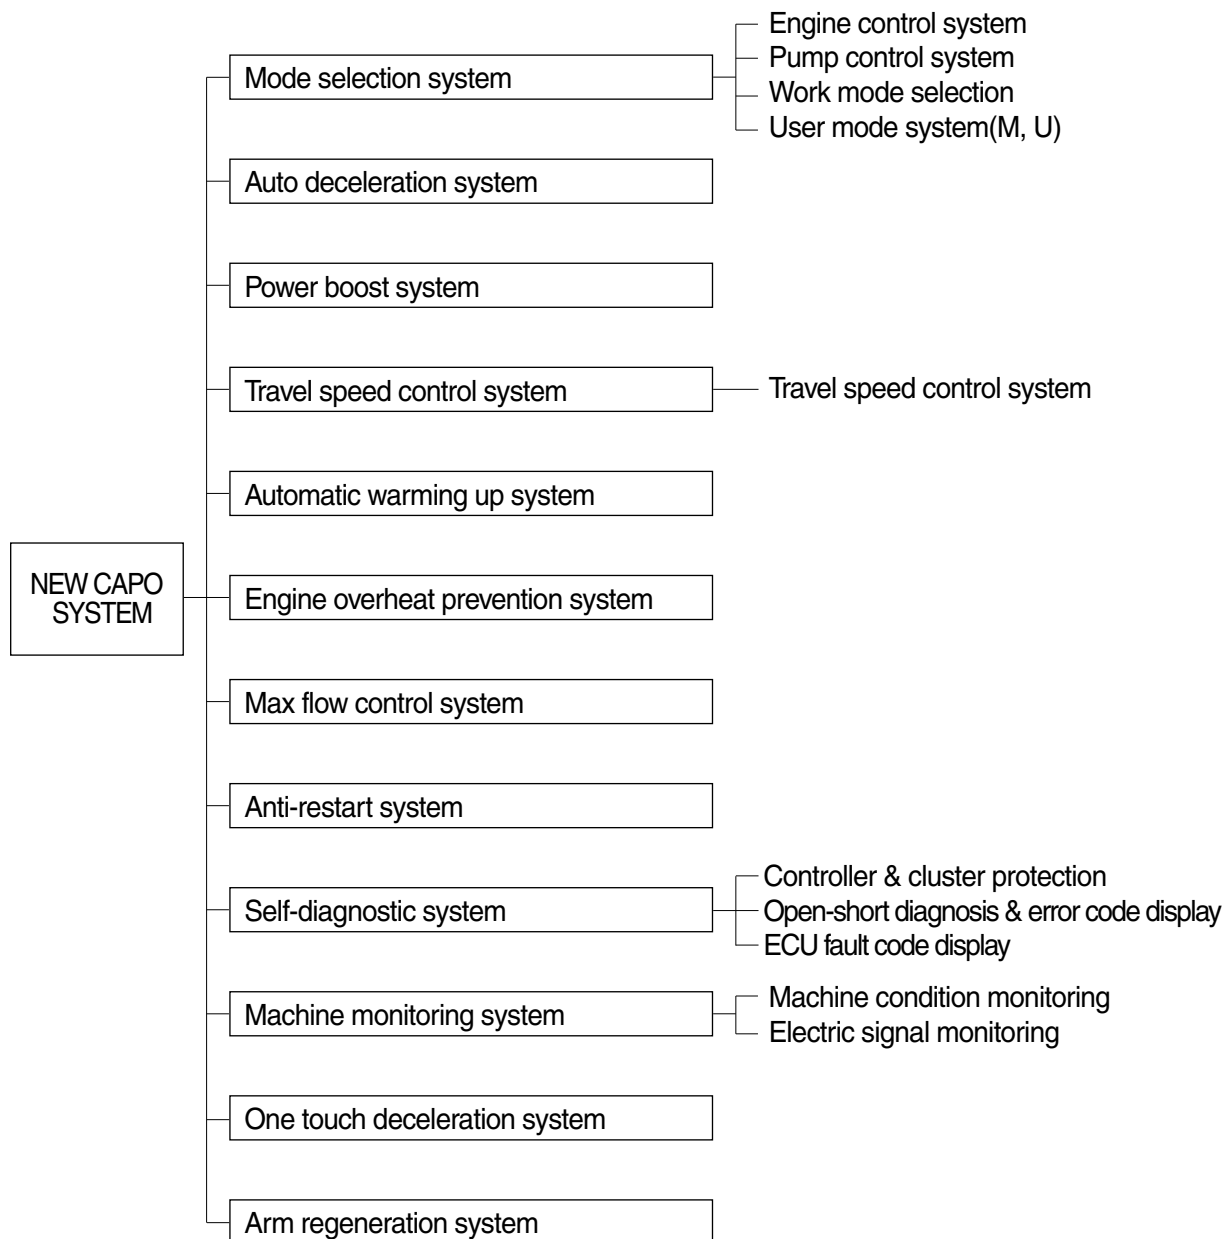 Mode selection system
Engine control system
Pump control system
Work mode selection
User mode system(M, U)
Auto deceleration system
Power boost system
Travel speed control system
Travel speed control system
Automatic warming up system
NEW CAPO
SYSTEM
Engine overheat prevention system
Max flow control system
Anti-restart system
Self-diagnostic system
Controller & cluster protection
Open-short diagnosis & error code display
ECU fault code display
Machine monitoring system
Machine condition monitoring
Electric signal monitoring
One touch deceleration system
Arm regeneration system